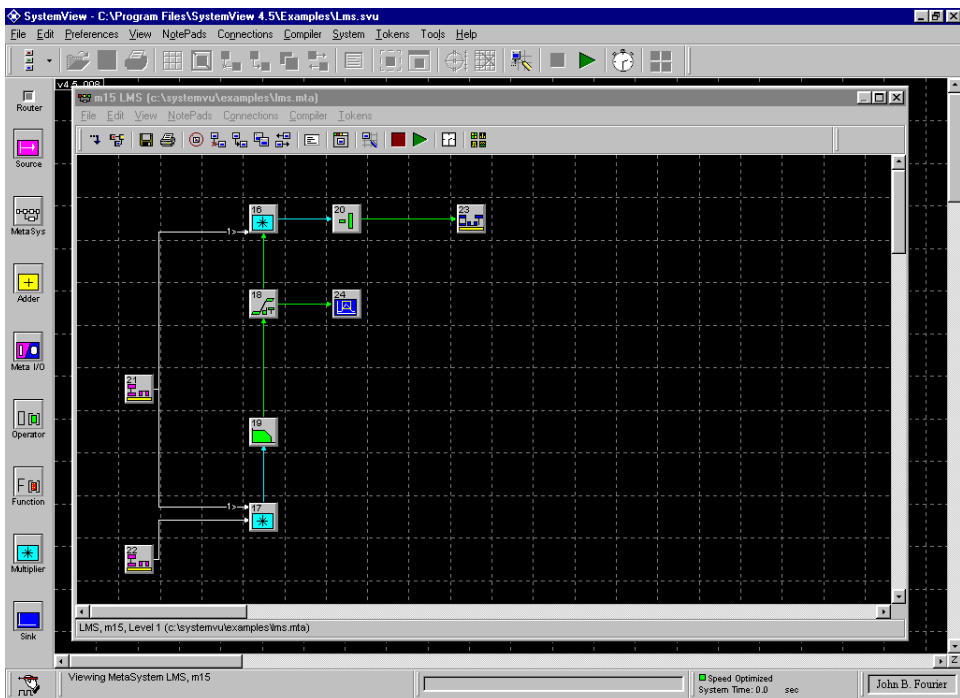 SystemView - C:\Program Files\SystemView 4.5\Examples\Lms.svu
File Edit Preferences View NotePads Connections Compiler System Tokens Tools Help
v4.5.008
Router
m15 LMS (c:\systemvu\examples\lms.mta)
File Edit View NotePads Connections Compiler Tokens
Source
MetaSys
16
20
23
1>
Adder
18
24
Meta I/O
21
Operator
19
Function
1>
17
22
Multiplier
Sink
LMS, m15, Level 1 (c:\systemvu\examples\lms.mta)
Z
Viewing MetaSystem LMS, m15
Speed Optimized
System Time: 0.0 sec
John B. Fourier